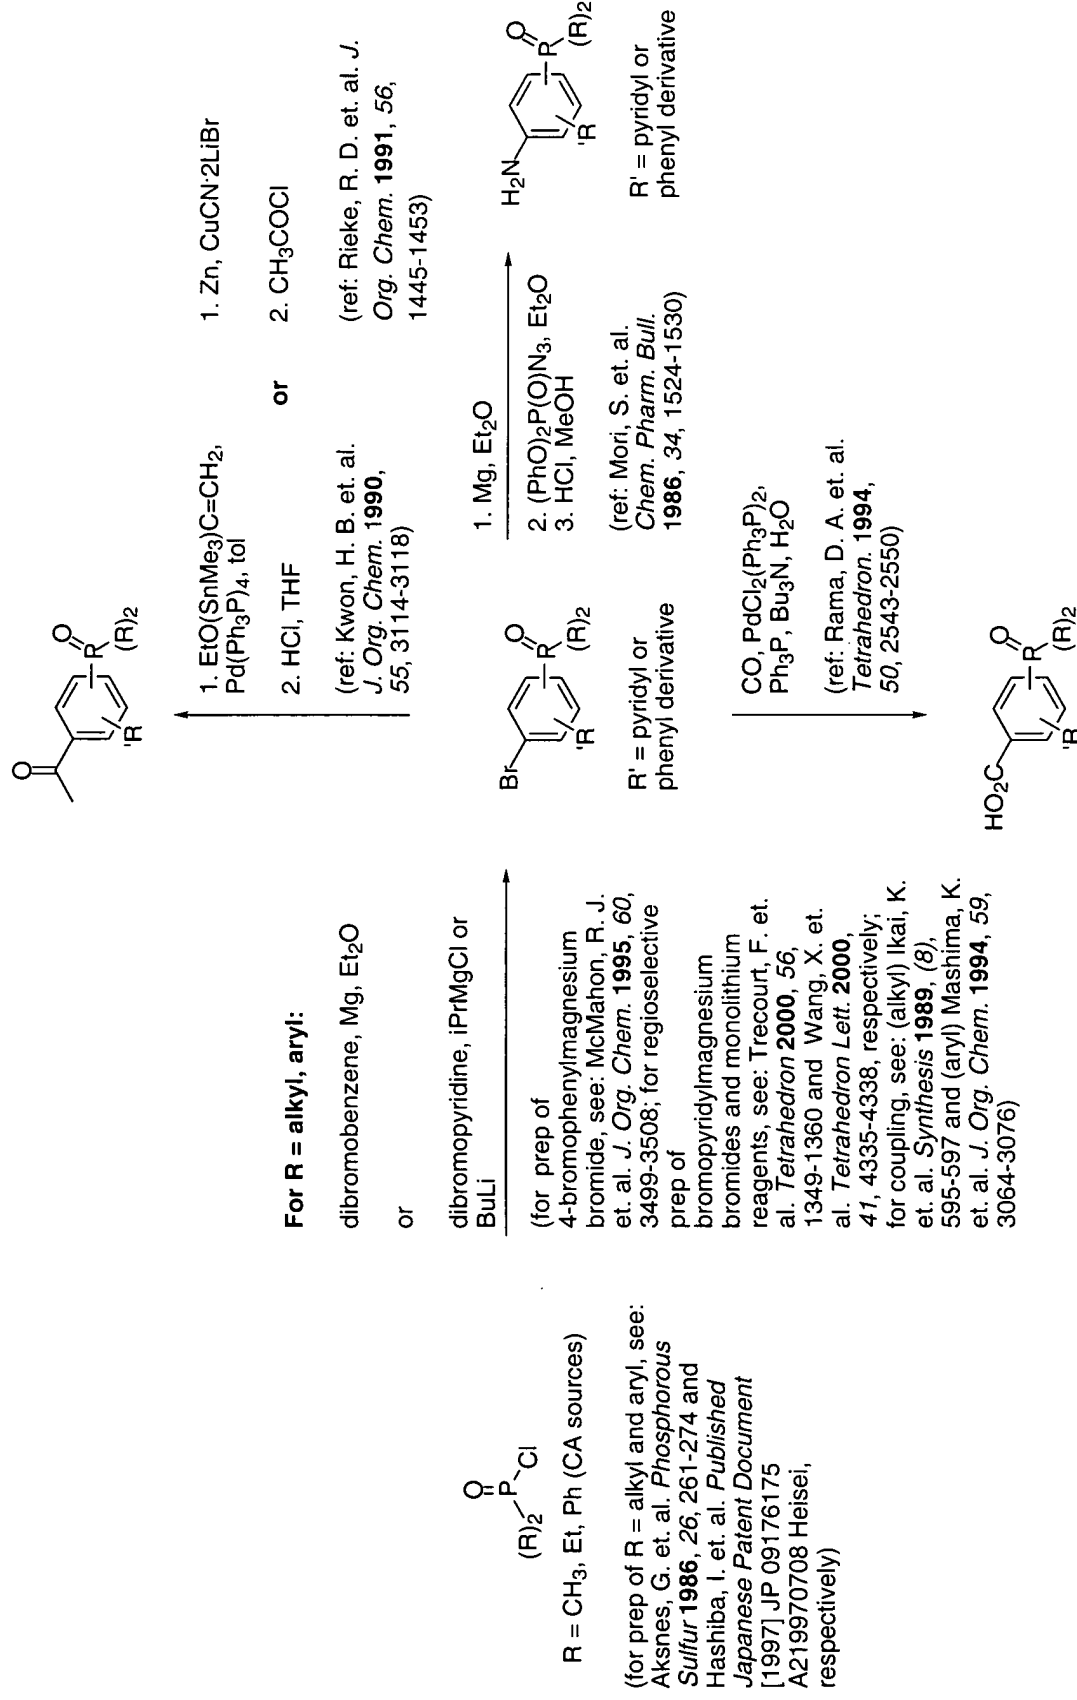 O
P
Cl
(R)2
R = CH3, Et, Ph (CA sources)
(for prep of R = alkyl and aryl, see:
Aksnes, G. et. al. Phosphorous
Sulfur 1986, 26, 261-274 and
Hashiba, I. et. al. Published
Japanese Patent Document
[1997] JP 09176175
A219970708 Heisei,
respectively)
For R = alkyl, aryl:
dibromobenzene, Mg, Et2O
or
dibromopyridine, iPrMgCl or
BuLi
(for prep of
4-bromophenylmagnesium
bromide, see: McMahon, R. J.
et. al. J. Org. Chem. 1995, 60,
3499-3508; for regioselective
prep of
bromopyridylmagnesium
bromides and monolithium
reagents, see: Trecourt, F. et.
al. Tetrahedron 2000, 56,
1349-1360 and Wang, X. et.
al. Tetrahedron Lett. 2000,
41, 4335-4338, respectively;
for coupling, see: (alkyl) Ikai, K.
et. al. Synthesis 1989, (8),
595-597 and (aryl) Mashima, K.
et. al. J. Org. Chem. 1994, 59,
3064-3076)
O
O
P
(R)2
'R
1. EtO(SnMe3)C=CH2,
Pd(Ph3P)4, tol
2. HCl, THF
(ref: Kwon, H. B. et. al.
J. Org. Chem. 1990,
55, 3114-3118)
or
1. Zn, CuCN·2LiBr
2. CH3COCl
(ref: Rieke, R. D. et. al. J.
Org. Chem. 1991, 56,
1445-1453)
Br
O
P
(R)2
'R
R' = pyridyl or
phenyl derivative
1. Mg, Et2O
2. (PhO)2P(O)N3, Et2O
3. HCl, MeOH
(ref: Mori, S. et. al.
Chem. Pharm. Bull.
1986, 34, 1524-1530)
H2N
O
P
(R)2
'R
R' = pyridyl or
phenyl derivative
CO, PdCl2(Ph3P)2,
Ph3P, Bu3N, H2O
(ref: Rama, D. A. et. al.
Tetrahedron. 1994,
50, 2543-2550)
HO2C
O
P
(R)2
'R